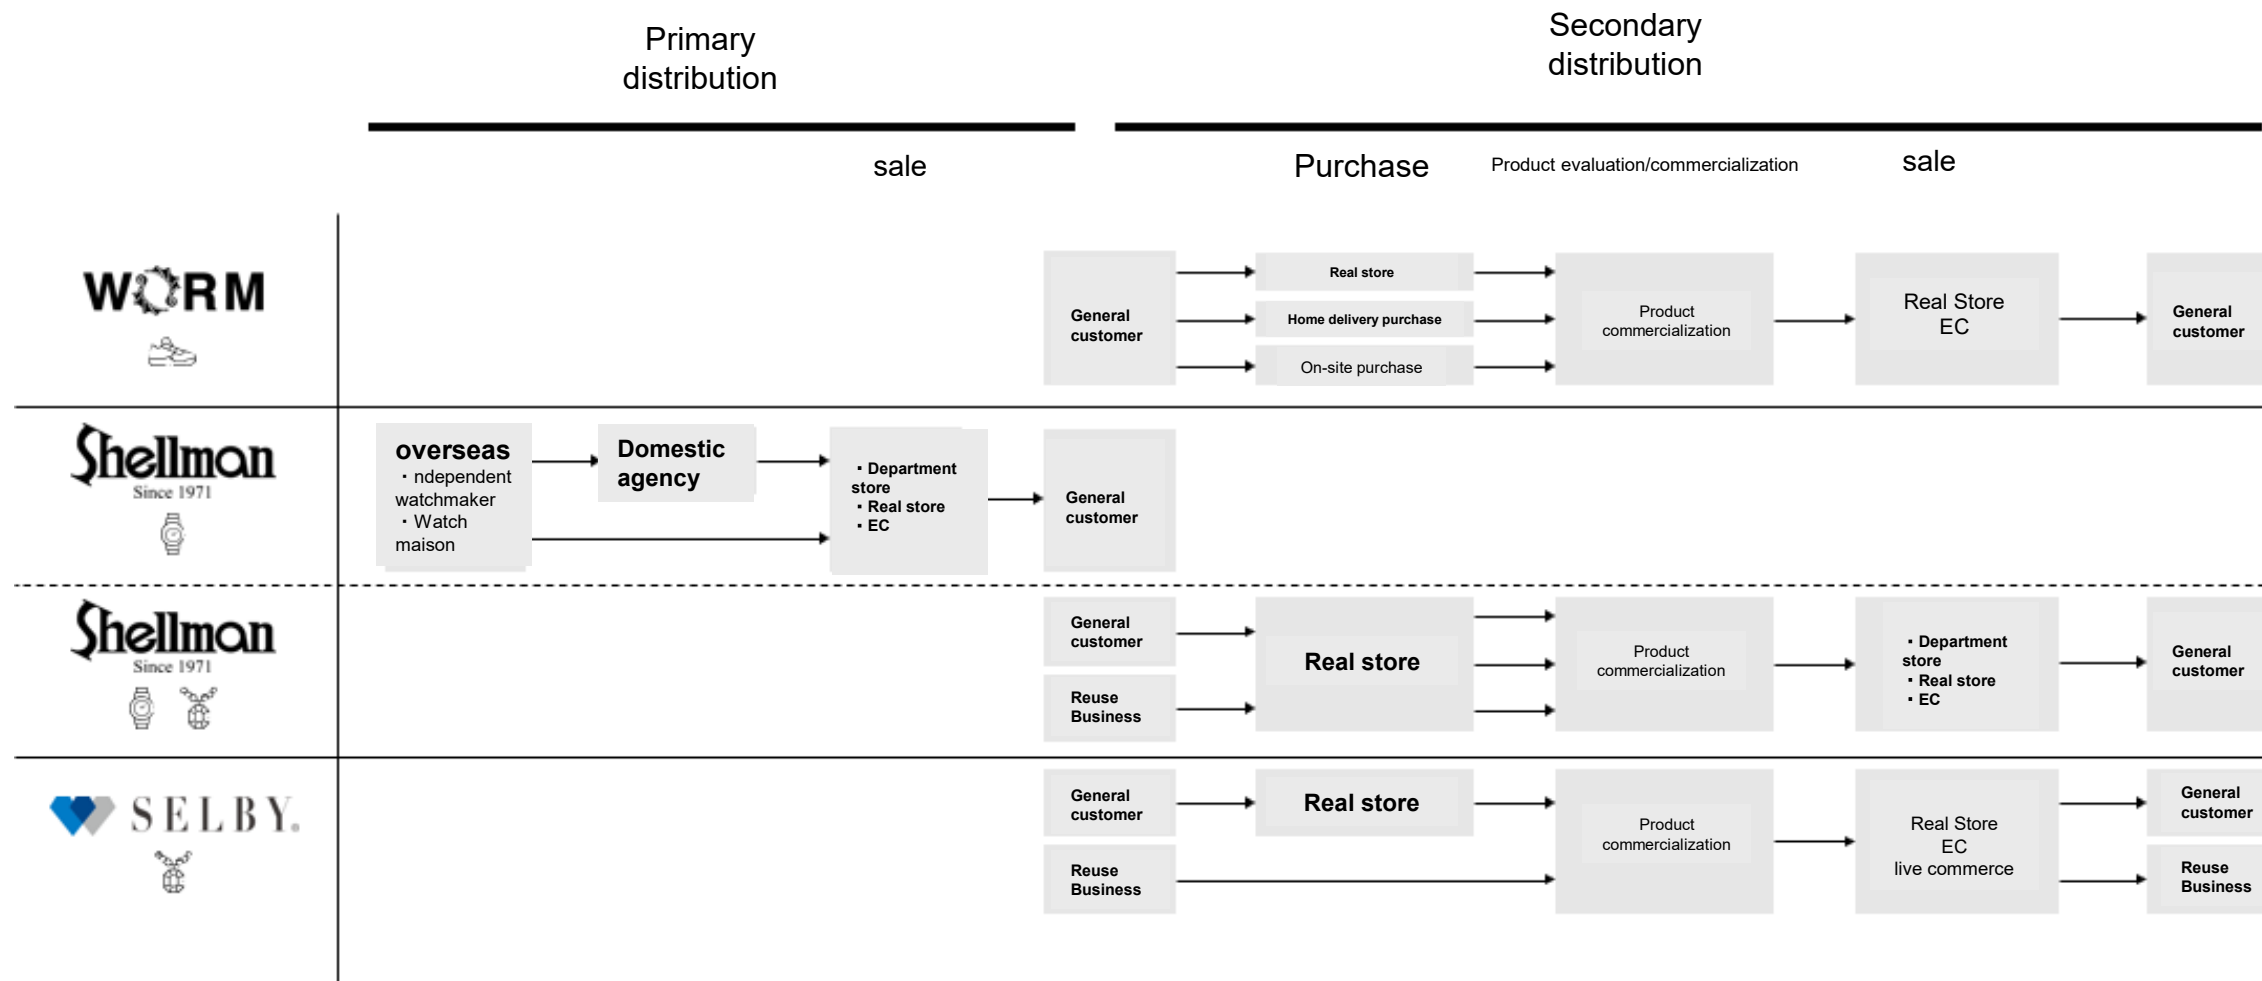 Primary
distribution
Secondary
distribution
sale
Purchase
Product evaluation/commercialization
sale
WORM
General
customer
Real store
Home delivery purchase
On-site purchase
Product
commercialization
Real Store
EC
General
customer
Shellman
Since 1971
overseas
・ndependent
watchmaker
・Watch
maison
Domestic
agency
・Department
store
・Real store
・EC
General
customer
Shellman
Since 1971
General
customer
Reuse
Business
Real store
Product
commercialization
・Department
store
・Real store
・EC
General
customer
SELBY.
General
customer
Reuse
Business
Real store
Product
commercialization
Real Store
EC
live commerce
General
customer
Reuse
Business